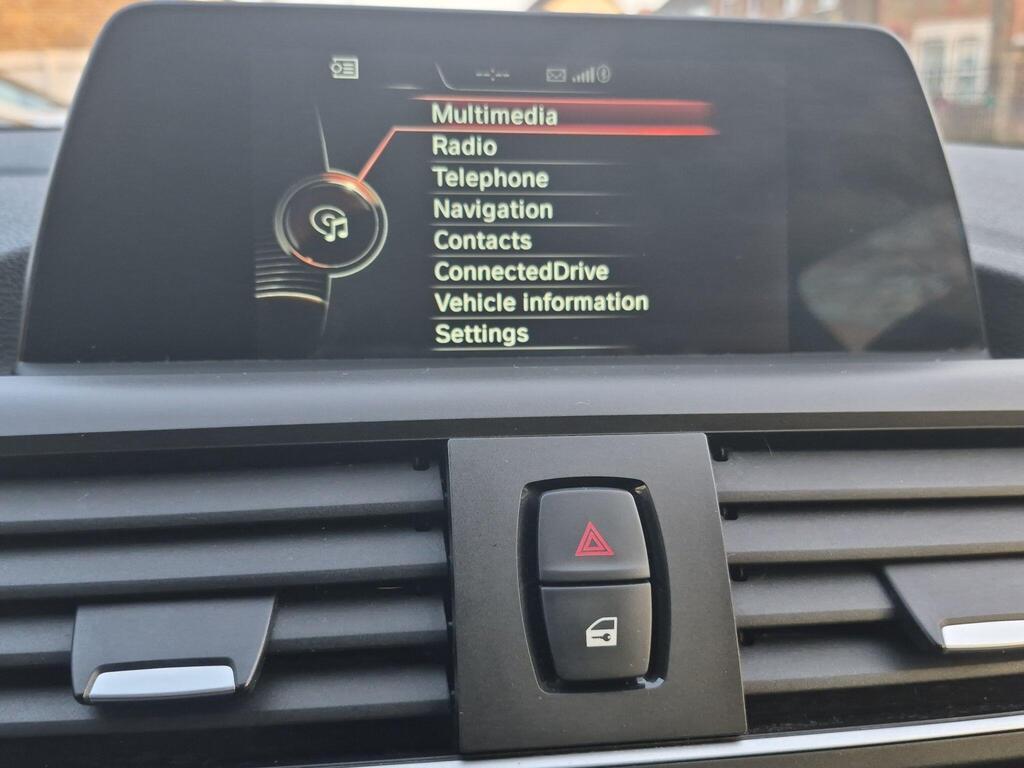 --:--
Multimedia
Radio
Telephone
Navigation
Contacts
ConnectedDrive
Vehicle information
Settings